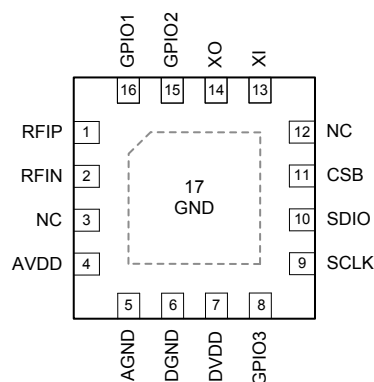 GPIO1
GPIO2
XO
XI
16
15
14
13
RFIP
1
12
NC
RFIN
2
17
GND
11
CSB
NC
3
10
SDIO
AVDD
4
9
SCLK
5
6
7
8
AGND
DGND
DVDD
GPIO3